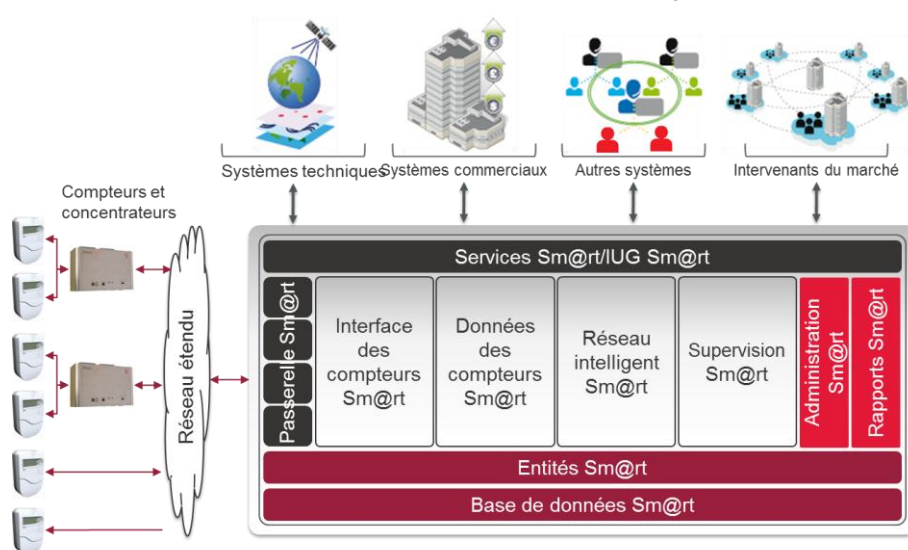 Systèmes techniques
Systèmes commerciaux
Autres systèmes
Intervenants du marché
Compteurs et
concentrateurs
Réseau étendu
Services Sm@rt/IUG Sm@rt
Passerelle Sm@rt
Interface
des
compteurs
Sm@rt
Données
des
compteurs
Sm@rt
Réseau
intelligent
Sm@rt
Supervision
Sm@rt
Administration
Sm@rt
Rapports Sm@rt
Entités Sm@rt
Base de données Sm@rt